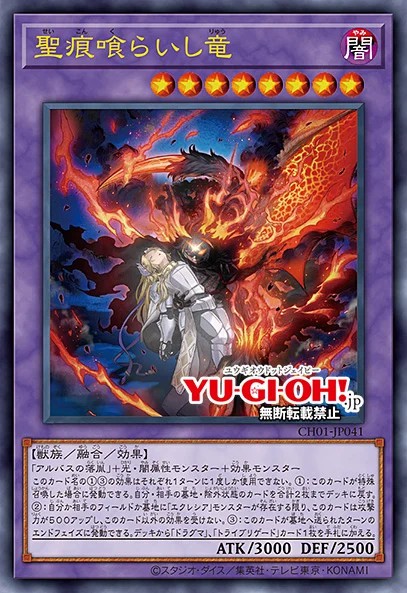 聖痕喰らいし竜
せいこんくりゅう
闇
やみ
ユウギオウドットジェイピー
YU-GI-OH!.jp
無断転載禁止
CH01-JP041
【獣族／融合／効果】
「アルバスの落胤」＋光・闇属性モンスター＋効果モンスター
このカード名の①③の効果はそれぞれ１ターンに１度しか使用できない。①：このカードが特殊
召喚した場合に発動できる。自分・相手の墓地・除外状態のカードを合計２枚までデッキに戻す。
②：自分か相手のフィールドか墓地に「エクレシア」モンスターが存在する限り、このカードは攻撃
力が５００アップし、このカード以外の効果を受けない。③：このカードが墓地へ送られたターンの
エンドフェイズに発動できる。デッキから「ドラグマ」、「トライブリゲード」カード１枚を手札に加える。
ATK/3000 DEF/2500
©スタジオ・ダイス／集英社・テレビ東京・KONAMI